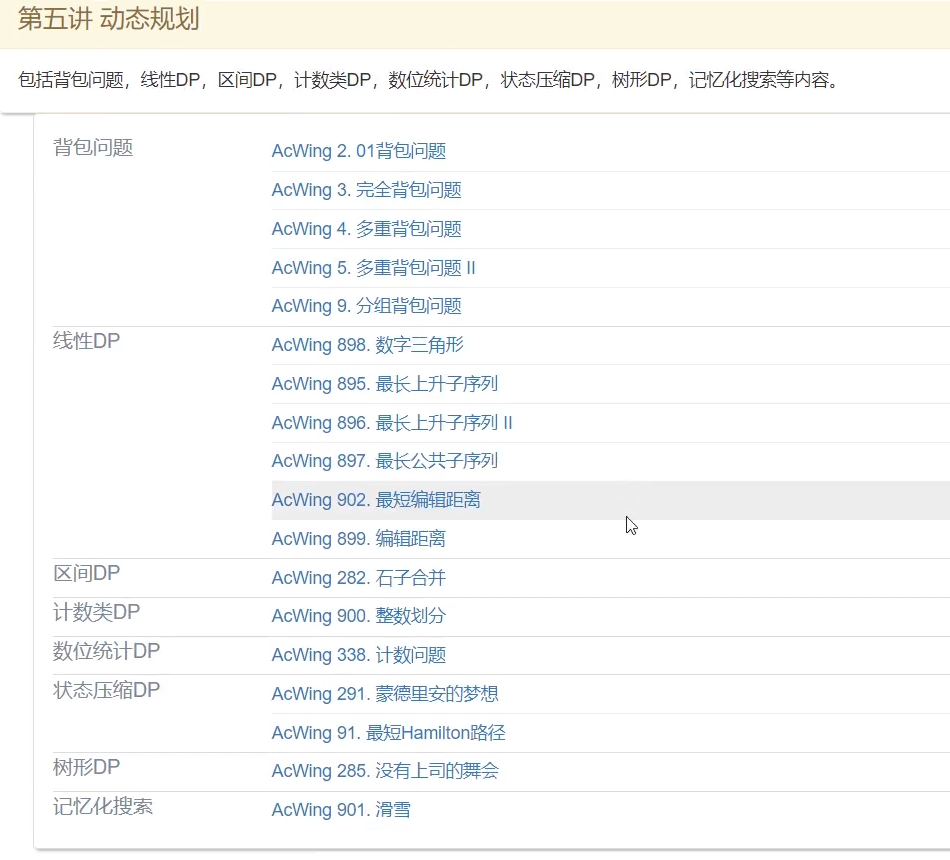 第五讲 动态规划
包括背包问题，线性DP，区间DP，计数类DP，数位统计DP，状态压缩DP，树形DP，记忆化搜索等内容。
背包问题 AcWing 2. 01背包问题
AcWing 3. 完全背包问题
AcWing 4. 多重背包问题
AcWing 5. 多重背包问题 II
AcWing 9. 分组背包问题
线性DP AcWing 898. 数字三角形
AcWing 895. 最长上升子序列
AcWing 896. 最长上升子序列 II
AcWing 897. 最长公共子序列
AcWing 902. 最短编辑距离
AcWing 899. 编辑距离
区间DP AcWing 282. 石子合并
计数类DP AcWing 900. 整数划分
数位统计DP AcWing 338. 计数问题
状态压缩DP AcWing 291. 蒙德里安的梦想
AcWing 91. 最短Hamilton路径
树形DP AcWing 285. 没有上司的舞会
记忆化搜索 AcWing 901. 滑雪